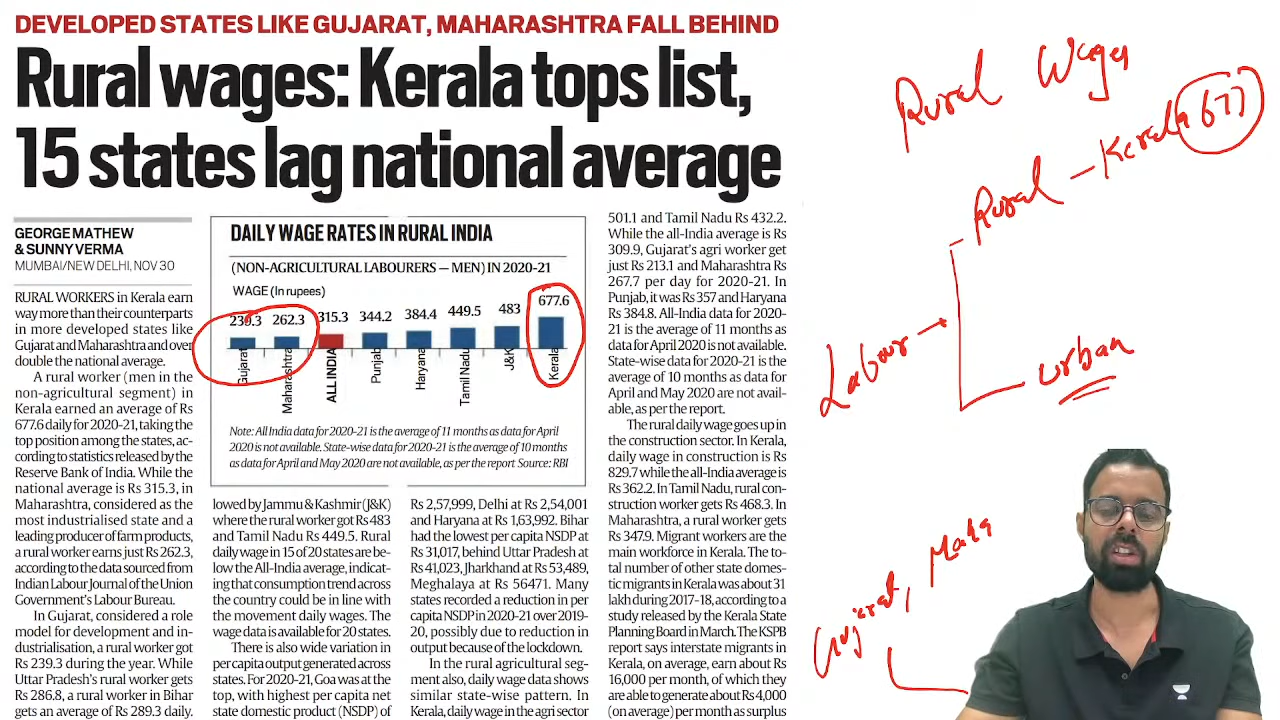 DEVELOPED STATES LIKE GUJARAT, MAHARASHTRA FALL BEHIND
Rural wages: Kerala tops list,
15 states lag national average
GEORGE MATHEW
& SUNNY VERMA
MUMBAI/NEW DELHI, NOV 30
RURAL WORKERS in Kerala earn
way more than their counterparts
in more developed states like
Gujarat and Maharashtra and over
double the national average.
A rural worker (men in the
non-agricultural segment) in
Kerala earned an average of Rs
677.6 daily for 2020-21, taking the
top position among the states, ac-
cording to statistics released by the
Reserve Bank of India. While the
national average is Rs 315.3, in
Maharashtra, considered as the
most industrialised state and a
leading producer of farm products,
a rural worker earns just Rs 262.3,
according to the data sourced from
Indian Labour Journal of the Union
Government's Labour Bureau.
In Gujarat, considered a role
model for development and in-
dustrialisation, a rural worker got
Rs 239.3 during the year. While
Uttar Pradesh's rural worker gets
Rs 286.8, a rural worker in Bihar
gets an average of Rs 289.3 daily.
DAILY WAGE RATES IN RURAL INDIA
(NON-AGRICULTURAL LABOURERS — MEN) IN 2020-21
WAGE (In rupees)
239.3 262.3 315.3 344.2 384.4 449.5 483 677.6
Gujarat Maharashtra ALL INDIA Punjab Haryana Tamil Nadu J&K Kerala
Note: All India data for 2020-21 is the average of 11 months as data for April
2020 is not available. State-wise data for 2020-21 is the average of 10 months
as data for April and May 2020 are not available, as per the report Source: RBI
lowed by Jammu & Kashmir (J&K)
where the rural worker got Rs 483
and Tamil Nadu Rs 449.5. Rural
daily wage in 15 of 20 states are be-
low the All-India average, indicat-
ing that consumption trend across
the country could be in line with
the movement daily wages. The
wage data is available for 20 states.
There is also wide variation in
per capita output generated across
states. For 2020-21, Goa was at the
top, with highest per capita net
state domestic product (NSDP) of
Rs 2,57,999, Delhi at Rs 2,54,001
and Haryana at Rs 1,63,992. Bihar
had the lowest per capita NSDP at
Rs 31,017, behind Uttar Pradesh at
Rs 41,023, Jharkhand at Rs 53,489,
Meghalaya at Rs 56471. Many
states recorded a reduction in per
capita NSDP in 2020-21 over 2019-
20, possibly due to reduction in
output because of the lockdown.
In the rural agricultural seg-
ment also, daily wage data shows
similar state-wise pattern. In
Kerala, daily wage in the agri sector
501.1 and Tamil Nadu Rs 432.2.
While the all-India average is Rs
309.9, Gujarat's agri worker get
just Rs 213.1 and Maharashtra Rs
267.7 per day for 2020-21. In
Punjab, it was Rs 357 and Haryana
Rs 384.8. All-India data for 2020-
21 is the average of 11 months as
data for April 2020 is not available.
State-wise data for 2020-21 is the
average of 10 months as data for
April and May 2020 are not avail-
able, as per the report.
The rural daily wage goes up in
the construction sector. In Kerala,
daily wage in construction is Rs
829.7 while the all-India average is
Rs 362.2. In Tamil Nadu, rural con-
struction worker gets Rs 468.3. In
Maharashtra, a rural worker gets
Rs 347.9. Migrant workers are the
main workforce in Kerala. The to-
tal number of other state domes-
tic migrants in Kerala was about 31
lakh during 2017-18, according to a
study released by the Kerala State
Planning Board in March. The KSPB
report says interstate migrants in
Kerala, on average, earn about Rs
16,000 per month, of which they
are able to generate about Rs 4,000
(on average) per month as surplus
Rural Wages
Rural – Kerala 677
Labour
urban
Gujarat, Maha